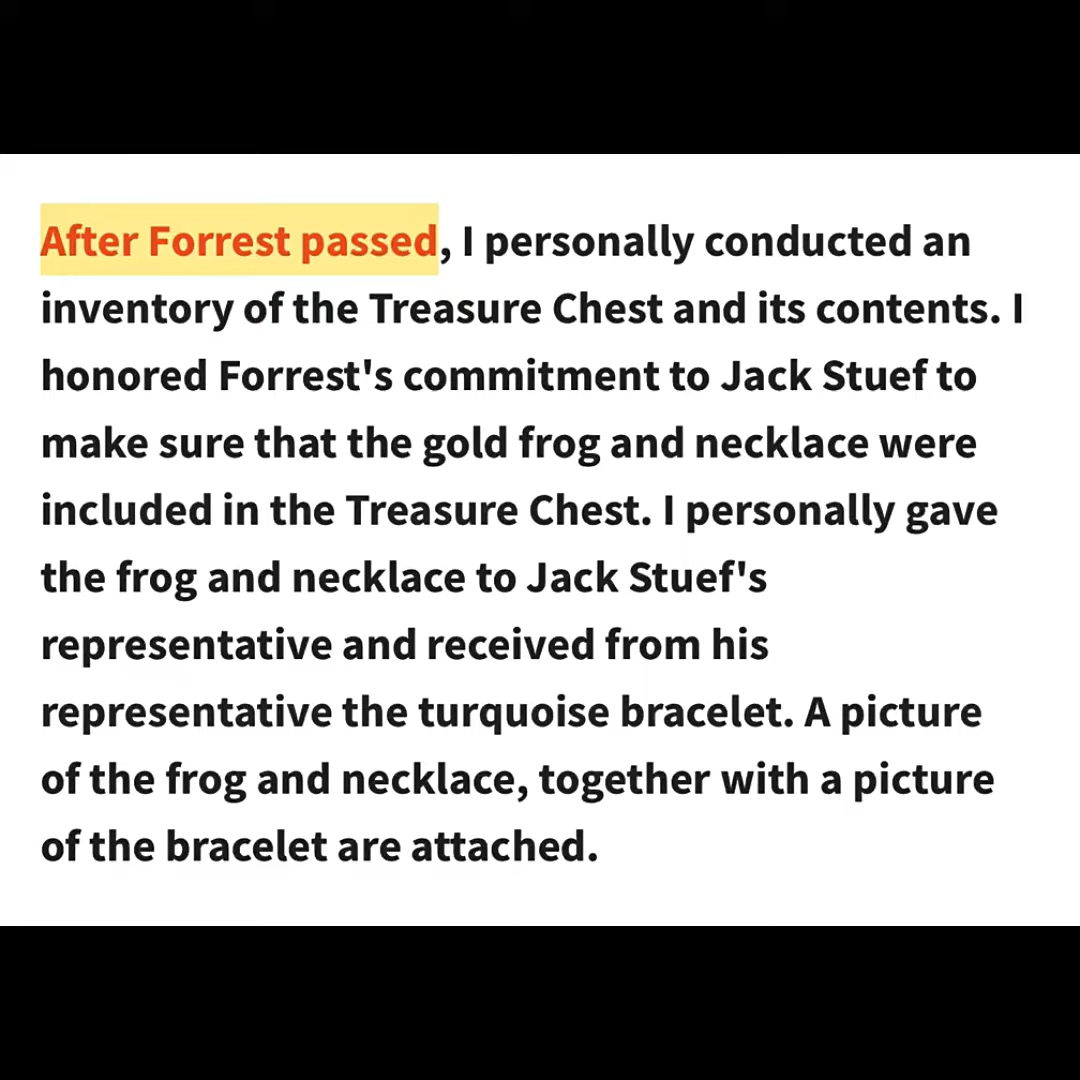 After Forrest passed, I personally conducted an
inventory of the Treasure Chest and its contents. I
honored Forrest's commitment to Jack Stuef to
make sure that the gold frog and necklace were
included in the Treasure Chest. I personally gave
the frog and necklace to Jack Stuef's
representative and received from his
representative the turquoise bracelet. A picture
of the frog and necklace, together with a picture
of the bracelet are attached.